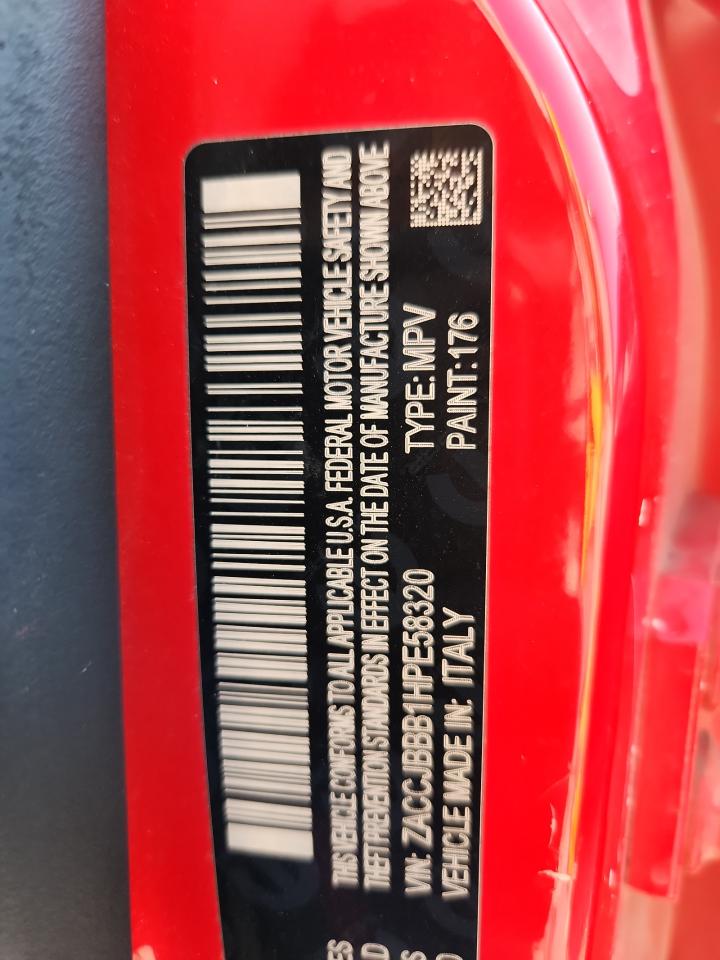 THIS VEHICLE CONFORMS TO ALL APPLICABLE U.S.A. FEDERAL MOTOR VEHICLE SAFETY AND
THEFT PREVENTION STANDARDS IN EFFECT ON THE DATE OF MANUFACTURE SHOWN ABOVE
VIN: ZACCJBBB1HPE58320 TYPE: MPV
VEHICLE MADE IN: ITALY PAINT: 176